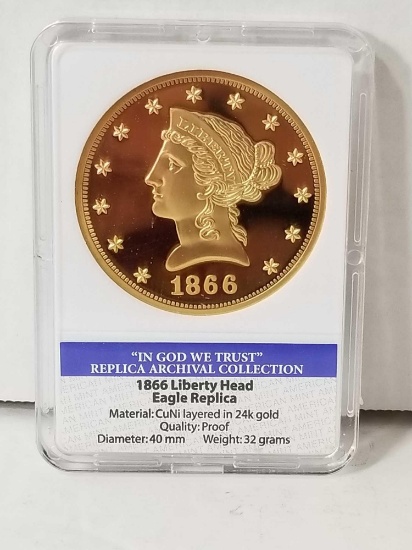 LIBERTY
1866
"IN GOD WE TRUST"
REPLICA ARCHIVAL COLLECTION
1866 Liberty Head
Eagle Replica
Material: CuNi layered in 24k gold
Quality: Proof
Diameter: 40 mm Weight: 32 grams